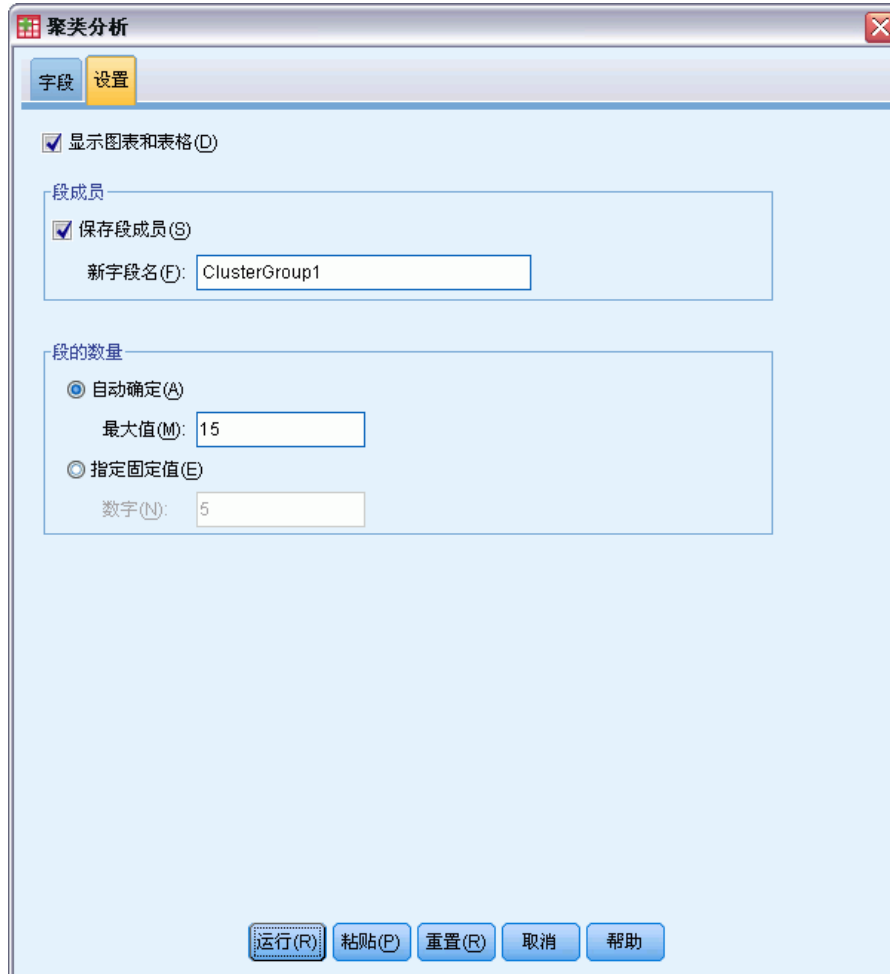 聚类分析
字段 设置
显示图表和表格(D)
段成员
保存段成员(S)
新字段名(F): ClusterGroup1
段的数量
自动确定(A)
最大值(M): 15
指定固定值(E)
数字(N): 5
运行(R) 粘贴(P) 重置(R) 取消 帮助